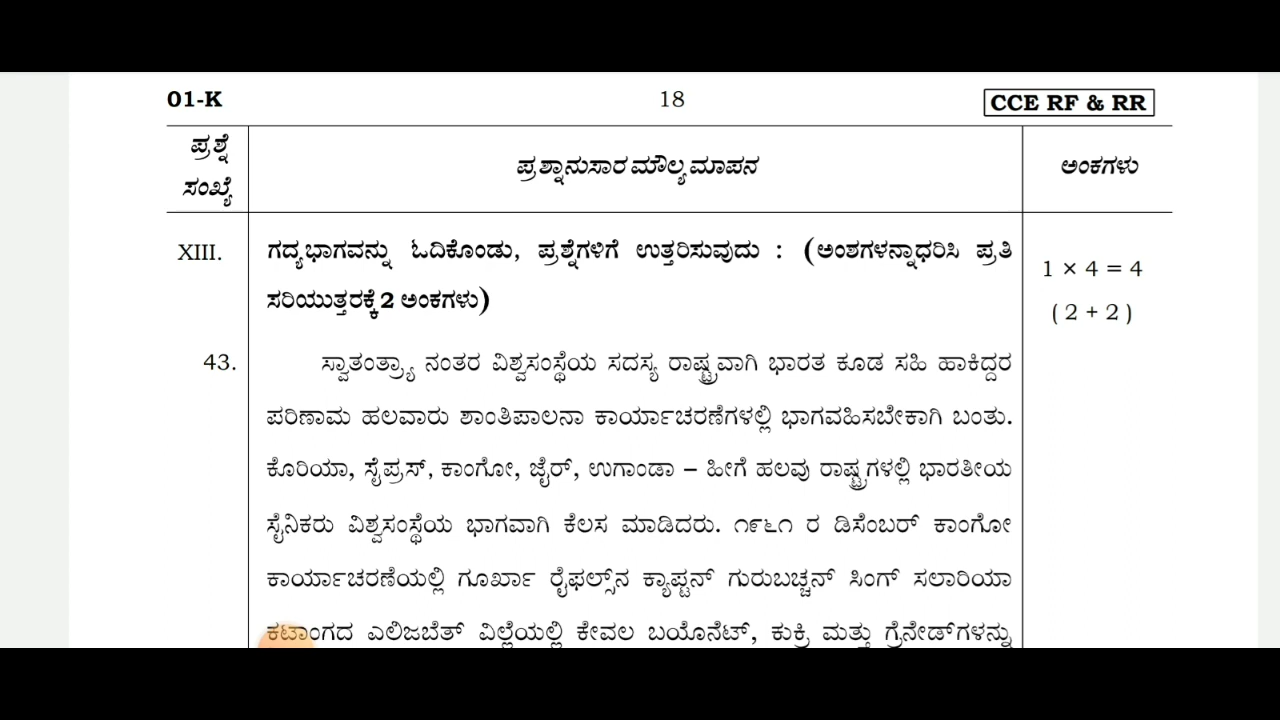 01-K 18 CCE RF & RR
ಪ್ರಶ್ನೆ ಸಂಖ್ಯೆ ಪ್ರಶ್ನಾನುಸಾರ ಮೌಲ್ಯಮಾಪನ ಅಂಕಗಳು
XIII. ಗದ್ಯಭಾಗವನ್ನು ಓದಿಕೊಂಡು, ಪ್ರಶ್ನೆಗಳಿಗೆ ಉತ್ತರಿಸುವುದು : (ಅಂಶಗಳನ್ನಾಧರಿಸಿ ಪ್ರತಿ
ಸರಿಯುತ್ತರಕ್ಕೆ 2 ಅಂಕಗಳು)
1 × 4 = 4
( 2 + 2 )
43. ಸ್ವಾತಂತ್ರ್ಯಾ ನಂತರ ವಿಶ್ವಸಂಸ್ಥೆಯ ಸದಸ್ಯ ರಾಷ್ಟ್ರವಾಗಿ ಭಾರತ ಕೂಡ ಸಹಿ ಹಾಕಿದ್ದರ
ಪರಿಣಾಮ ಹಲವಾರು ಶಾಂತಿಪಾಲನಾ ಕಾರ್ಯಾಚರಣೆಗಳಲ್ಲಿ ಭಾಗವಹಿಸಬೇಕಾಗಿ ಬಂತು.
ಕೊರಿಯಾ, ಸೈಪ್ರಸ್, ಕಾಂಗೋ, ಜೈರ್, ಉಗಾಂಡಾ – ಹೀಗೆ ಹಲವು ರಾಷ್ಟ್ರಗಳಲ್ಲಿ ಭಾರತೀಯ
ಸೈನಿಕರು ವಿಶ್ವಸಂಸ್ಥೆಯ ಭಾಗವಾಗಿ ಕೆಲಸ ಮಾಡಿದರು. ೧೯೬೧ ರ ಡಿಸೆಂಬರ್ ಕಾಂಗೋ
ಕಾರ್ಯಾಚರಣೆಯಲ್ಲಿ ಗೂರ್ಖಾ ರೈಫಲ್ಸ್‌ನ ಕ್ಯಾಪ್ಟನ್ ಗುರುಬಚ್ಚನ್ ಸಿಂಗ್ ಸಲಾರಿಯಾ
ಕಟಾಂಗದ ಎಲಿಜಬೆತ್ ವಿಲ್ಲೆಯಲ್ಲಿ ಕೇವಲ ಬಯೊನೆಟ್, ಕುಕ್ರಿ ಮತ್ತು ಗ್ರೆನೇಡ್‌ಗಳನ್ನು